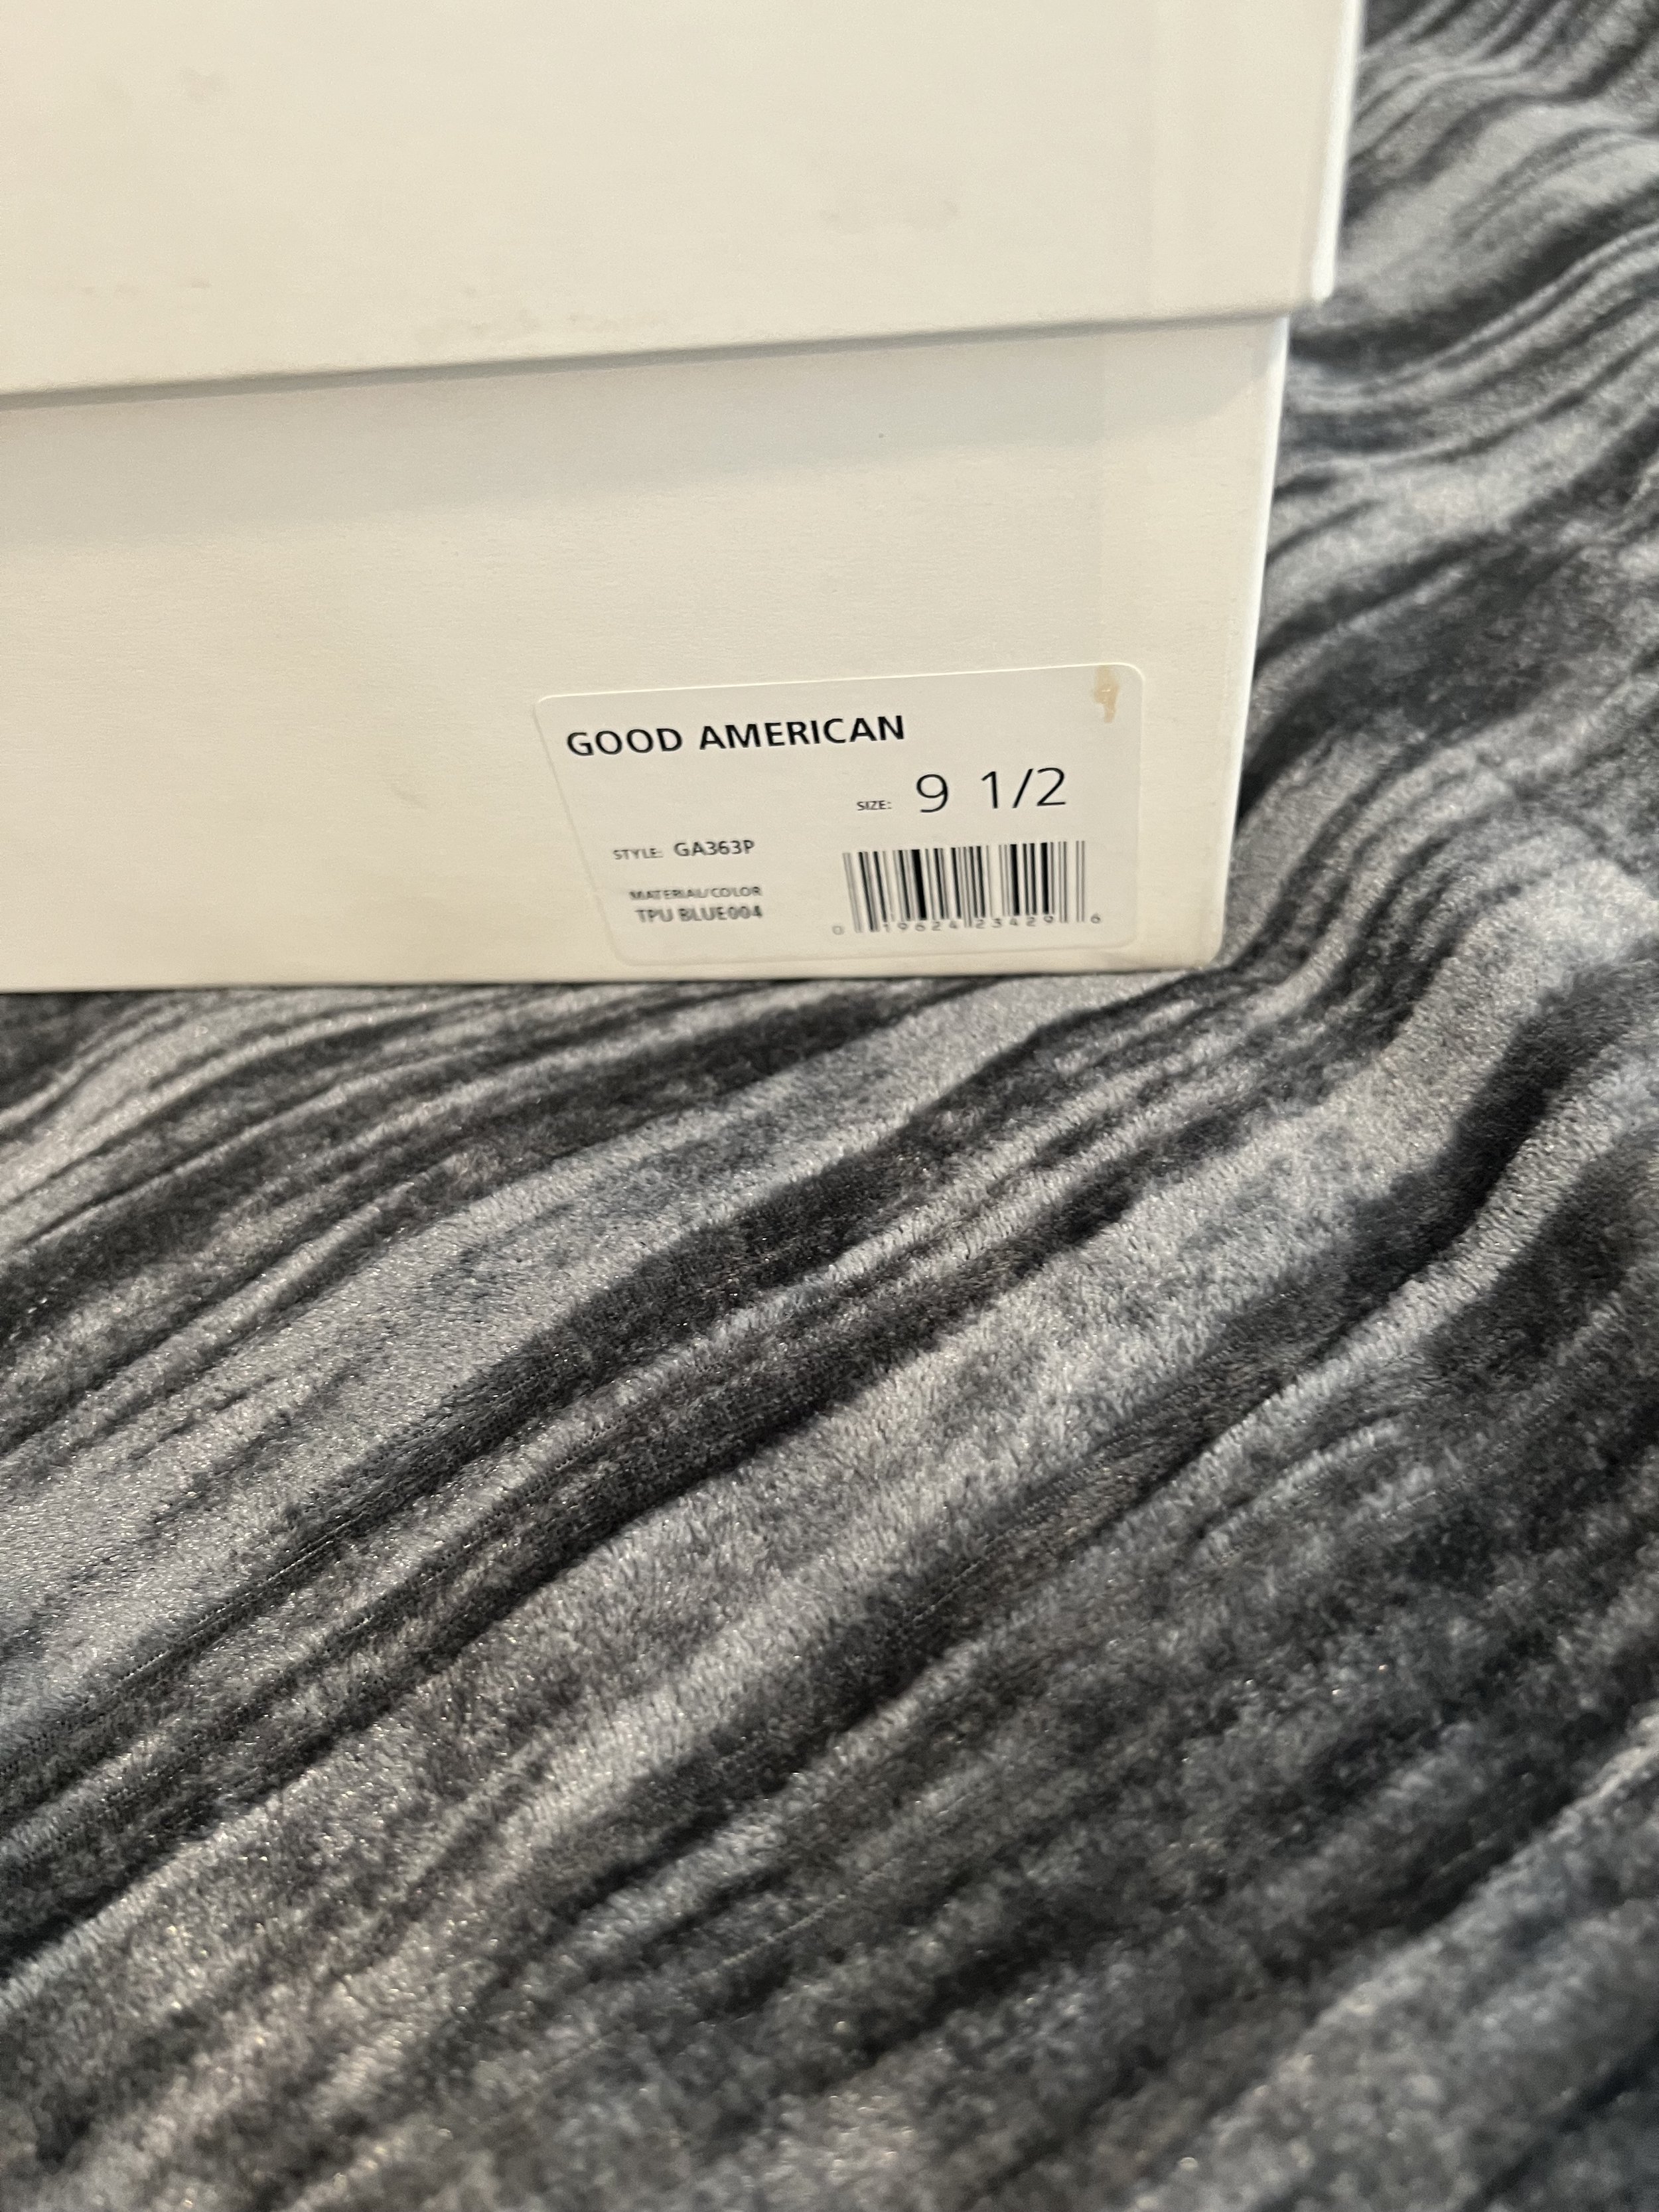 GOOD AMERICAN
SIZE: 9 1/2
STYLE: GA363P
MATERIAL/COLOR
TPU BLUE004
0 19624 23429 6